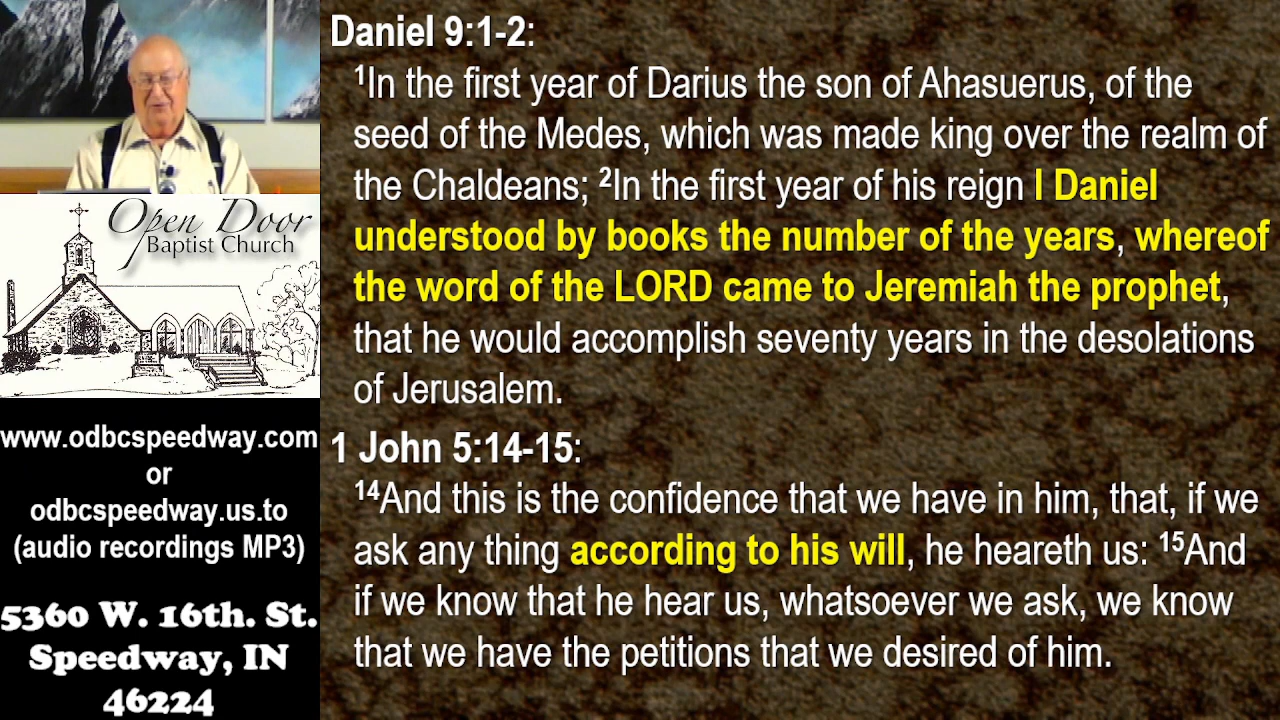 Daniel 9:1-2:
¹In the first year of Darius the son of Ahasuerus, of the
seed of the Medes, which was made king over the realm of
the Chaldeans; ²In the first year of his reign I Daniel
understood by books the number of the years, whereof
the word of the LORD came to Jeremiah the prophet,
that he would accomplish seventy years in the desolations
of Jerusalem.
1 John 5:14-15:
¹⁴And this is the confidence that we have in him, that, if we
ask any thing according to his will, he heareth us: ¹⁵And
if we know that he hear us, whatsoever we ask, we know
that we have the petitions that we desired of him.
Open Door
Baptist Church
www.odbcspeedway.com
or
odbcspeedway.us.to
(audio recordings MP3)
5360 W. 16th. St.
Speedway, IN
46224